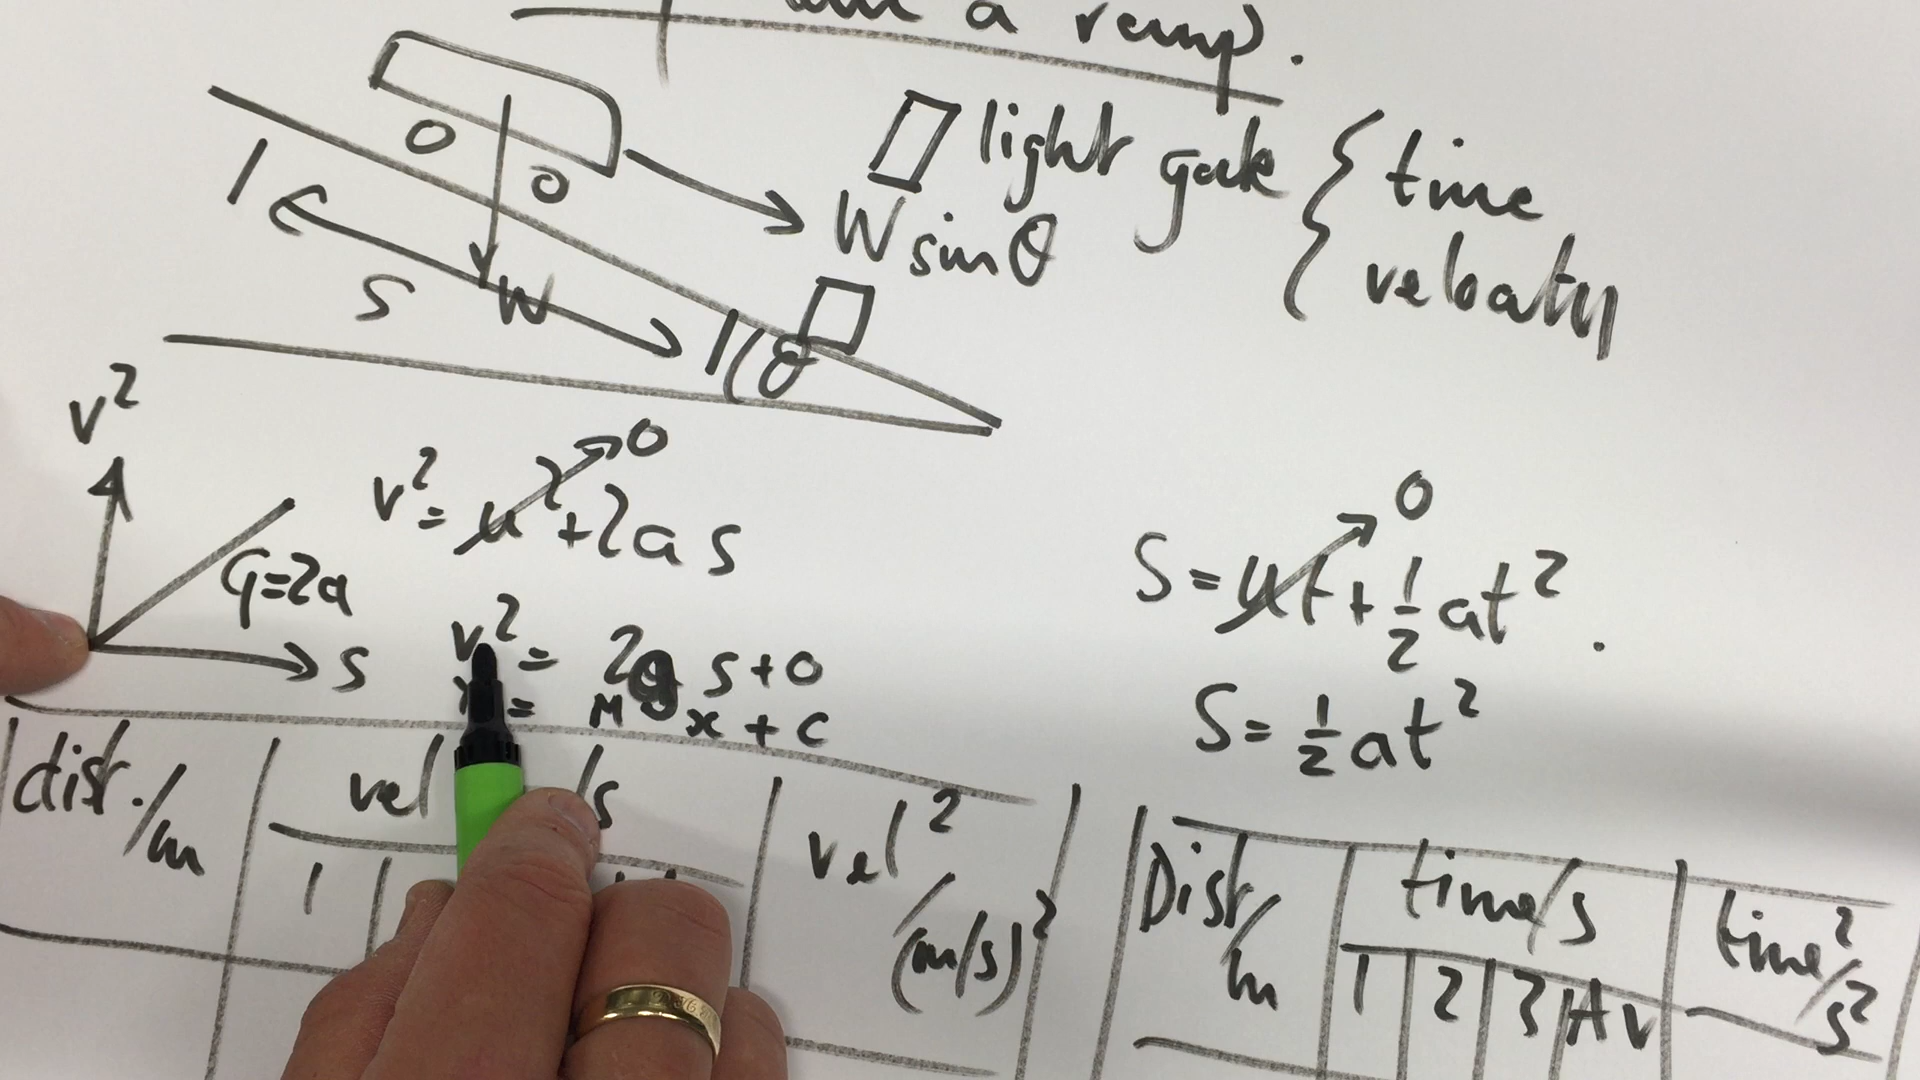 a ramp.
light gate { time
velocity
W sin θ
S
W
θ
v²
G=2a
S
v² = u² + 2as
0
v² = 2a s + 0
= M x + c
0
S = ut + ½at²
S = ½at²
dist./m
vel /s
vel²/(m/s)²
1
Dist/m
time/s
time²/s²
1 2 3 Av